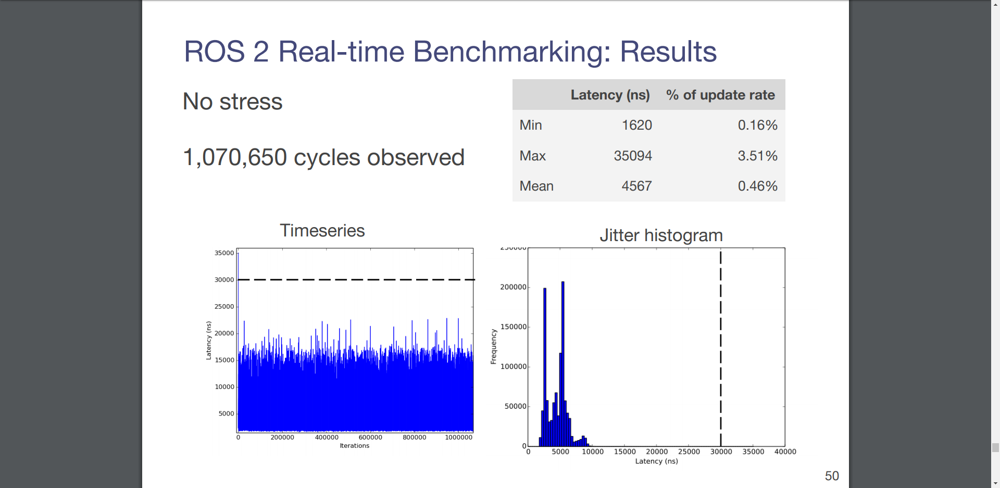 ROS 2 Real-time Benchmarking: Results
No stress
1,070,650 cycles observed
Latency (ns) % of update rate
Min 1620 0.16%
Max 35094 3.51%
Mean 4567 0.46%
Timeseries
35000
30000
25000
20000
15000
10000
5000
Latency (ns)
0 200000 400000 600000 800000 1000000
Iterations
Jitter histogram
250000
200000
150000
100000
50000
0
Frequency
0 5000 10000 15000 20000 25000 30000 35000 40000
Latency (ns)
50